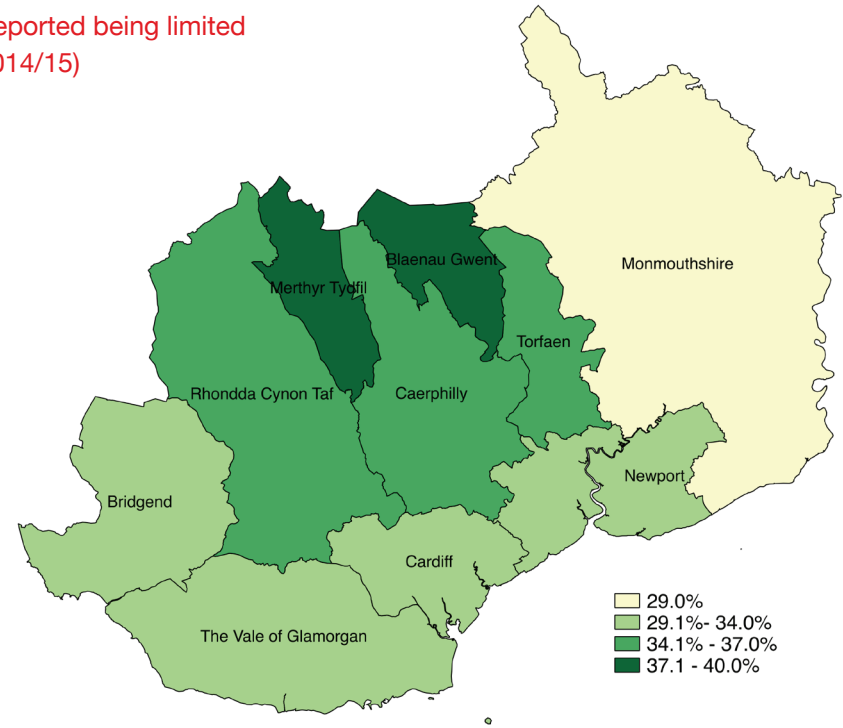 eported being limited
014/15)
Blaenau Gwent
Monmouthshire
Merthyr Tydfil
Torfaen
Rhondda Cynon Taf
Caerphilly
Newport
Bridgend
Cardiff
The Vale of Glamorgan
29.0%
29.1%- 34.0%
34.1% - 37.0%
37.1 - 40.0%